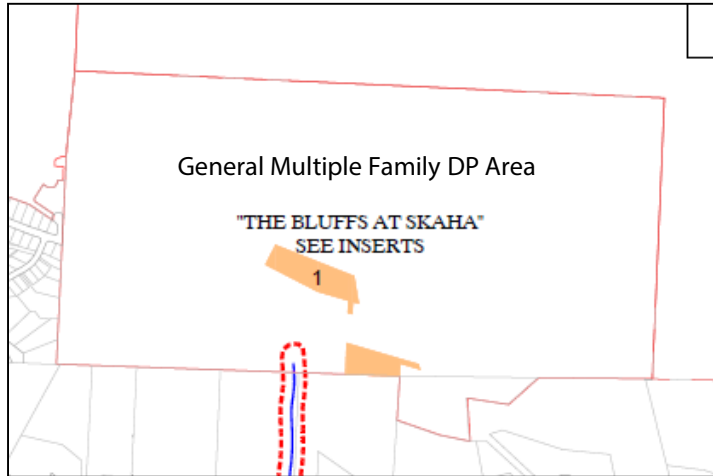 General Multiple Family DP Area
"THE BLUFFS AT SKAHA"
SEE INSERTS
1